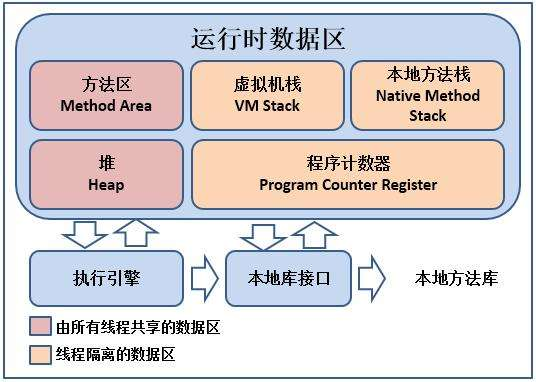 运行时数据区
方法区
Method Area
虚拟机栈
VM Stack
本地方法栈
Native Method
Stack
堆
Heap
程序计数器
Program Counter Register
执行引擎
本地库接口
本地方法库
由所有线程共享的数据区
线程隔离的数据区